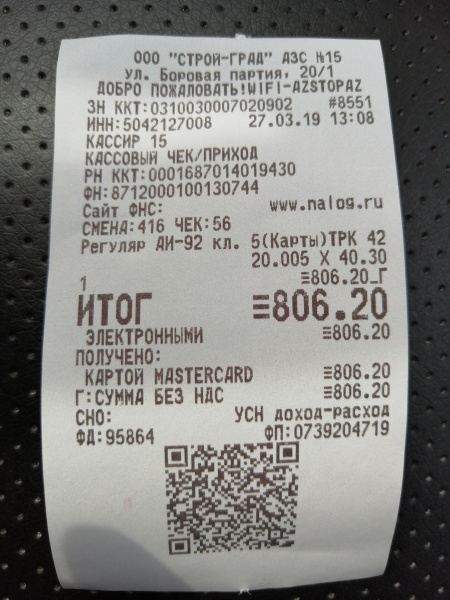 ООО "СТРОЙ-ГРАД" АЗС №15
ул. Боровая партия, 20/1
ДОБРО ПОЖАЛОВАТЬ!WIFI-AZSTOPAZ
ЗН ККТ:0310030007020902 #8551
ИНН:5042127008 27.03.19 13:08
КАССИР 15
КАССОВЫЙ ЧЕК/ПРИХОД
РН ККТ:0001687014019430
ФН:8712000100130744
Сайт ФНС: www.nalog.ru
СМЕНА:416 ЧЕК:56
Регуляр АИ-92 кл. 5(Карты)ТРК 42
20.005 X 40.30
1 ≡806.20_Г
ИТОГ ≡806.20
ЭЛЕКТРОННЫМИ ≡806.20
ПОЛУЧЕНО:
КАРТОЙ MASTERCARD ≡806.20
Г:СУММА БЕЗ НДС ≡806.20
СНО: УСН доход-расход
ФД:95864 ФП:0739204719